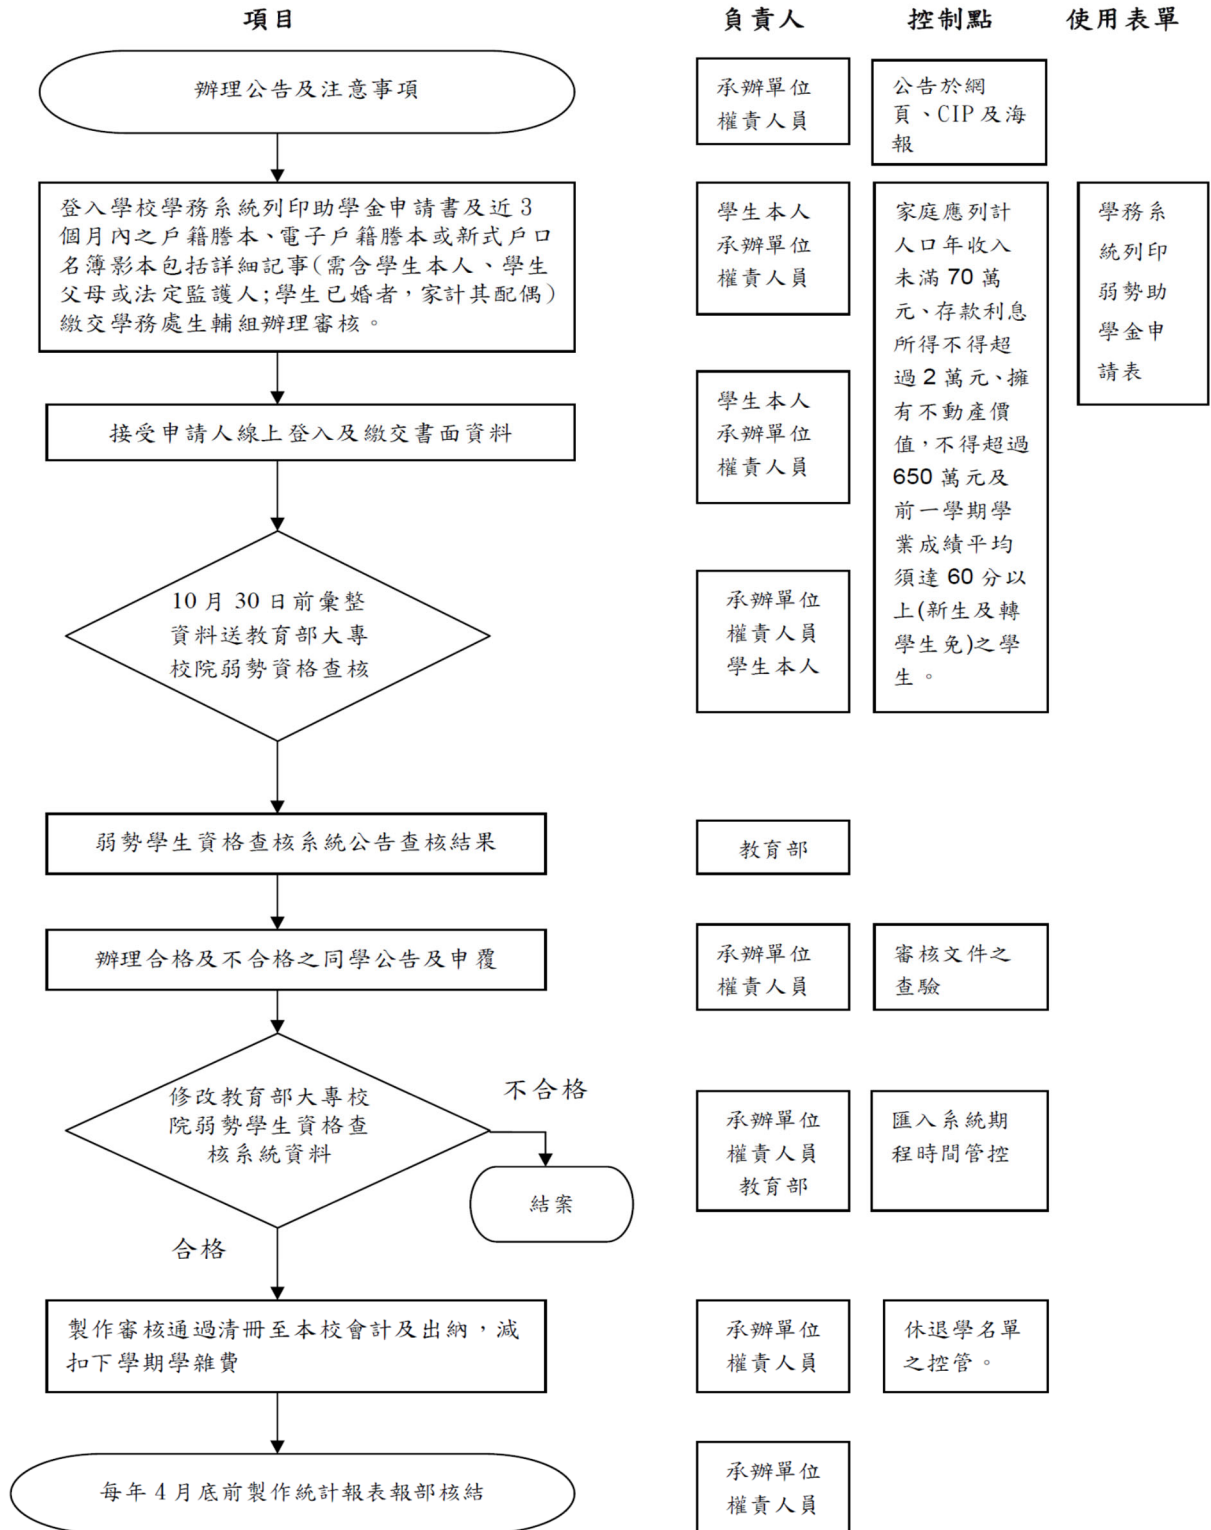 項目
負責人
控制點
使用表單
辦理公告及注意事項
承辦單位
權責人員
公告於網
頁、CIP及海
報
登入學校學務系統列印助學金申請書及近3
個月內之戶籍謄本、電子戶籍謄本或新式戶口
名簿影本包括詳細記事(需含學生本人、學生
父母或法定監護人;學生已婚者，家計其配偶)
繳交學務處生輔組辦理審核。
學生本人
承辦單位
權責人員
家庭應列計
人口年收入
未滿70萬
元、存款利息
所得不得超
過2萬元、擁
有不動產價
值，不得超過
650萬元及
前一學期學
業成績平均
須達60分以
上(新生及轉
學生免)之學
生。
學務系
統列印
弱勢助
學金申
請表
接受申請人線上登入及繳交書面資料
學生本人
承辦單位
權責人員
10月30日前彙整
資料送教育部大專
校院弱勢資格查核
承辦單位
權責人員
學生本人
弱勢學生資格查核系統公告查核結果
教育部
辦理合格及不合格之同學公告及申覆
承辦單位
權責人員
審核文件之
查驗
修改教育部大專校
院弱勢學生資格查
核系統資料
不合格
結案
合格
承辦單位
權責人員
教育部
匯入系統期
程時間管控
製作審核通過清冊至本校會計及出納，減
扣下學期學雜費
承辦單位
權責人員
休退學名單
之控管。
每年4月底前製作統計報表報部核結
承辦單位
權責人員